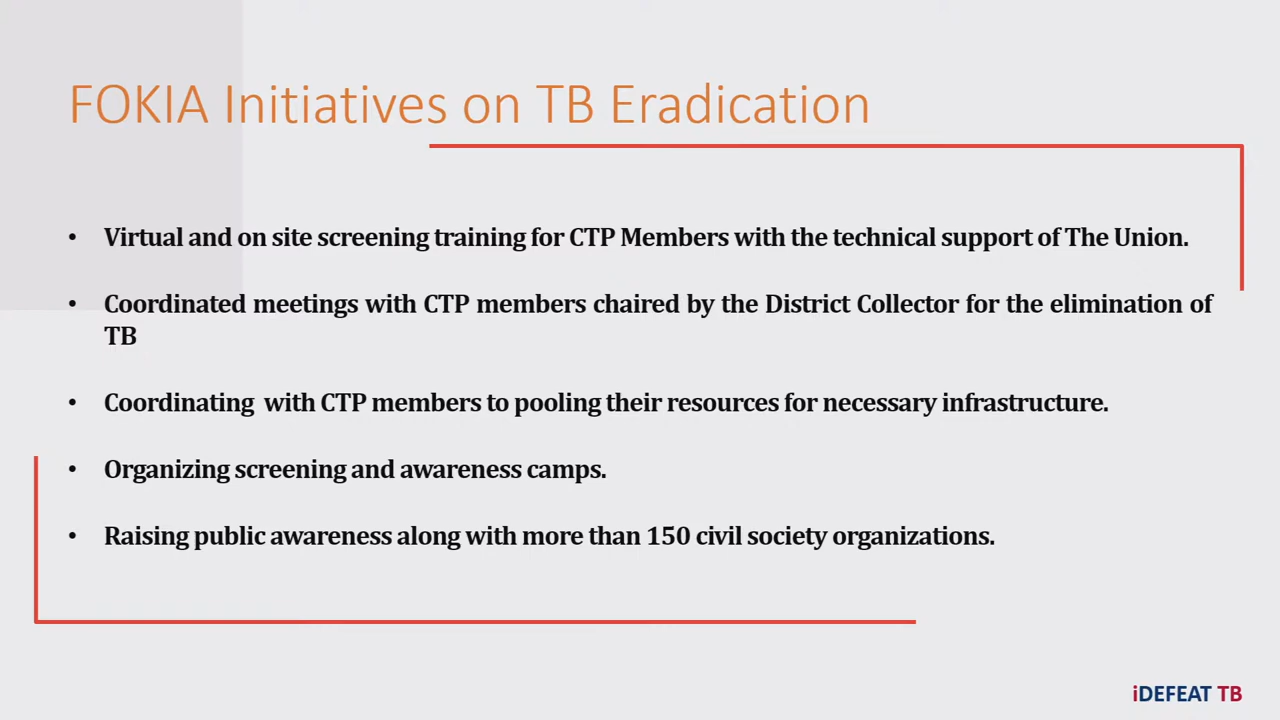 FOKIA Initiatives on TB Eradication
• Virtual and on site screening training for CTP Members with the technical support of The Union.
• Coordinated meetings with CTP members chaired by the District Collector for the elimination of
TB
• Coordinating  with CTP members to pooling their resources for necessary infrastructure.
• Organizing screening and awareness camps.
• Raising public awareness along with more than 150 civil society organizations.
iDEFEAT TB